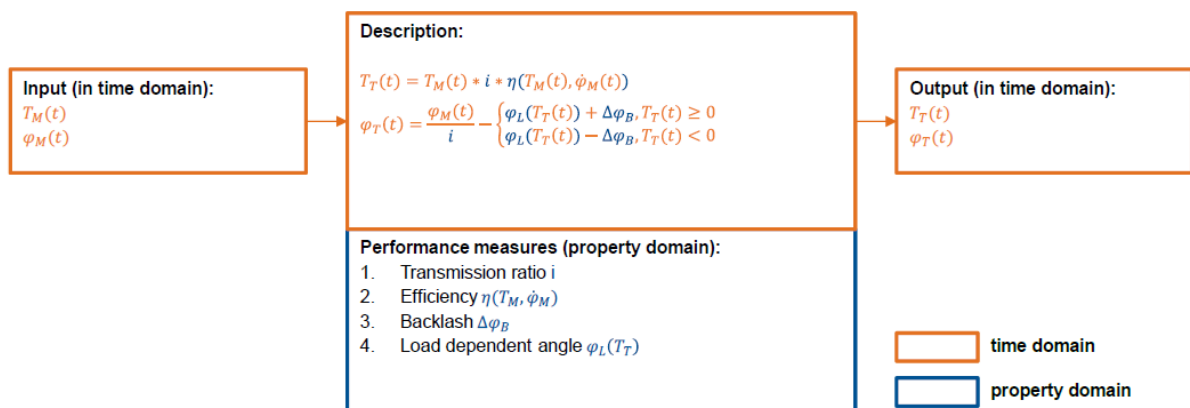 Description:
T_T(t) = T_M(t) * i * η(T_M(t), φ̇_M(t))
φ_T(t) = φ_M(t)/i − { φ_L(T_T(t)) + Δφ_B, T_T(t) ≥ 0
φ_L(T_T(t)) − Δφ_B, T_T(t) < 0
Input (in time domain):
T_M(t)
φ_M(t)
Output (in time domain):
T_T(t)
φ_T(t)
Performance measures (property domain):
1. Transmission ratio i
2. Efficiency η(T_M, φ̇_M)
3. Backlash Δφ_B
4. Load dependent angle φ_L(T_T)
time domain
property domain